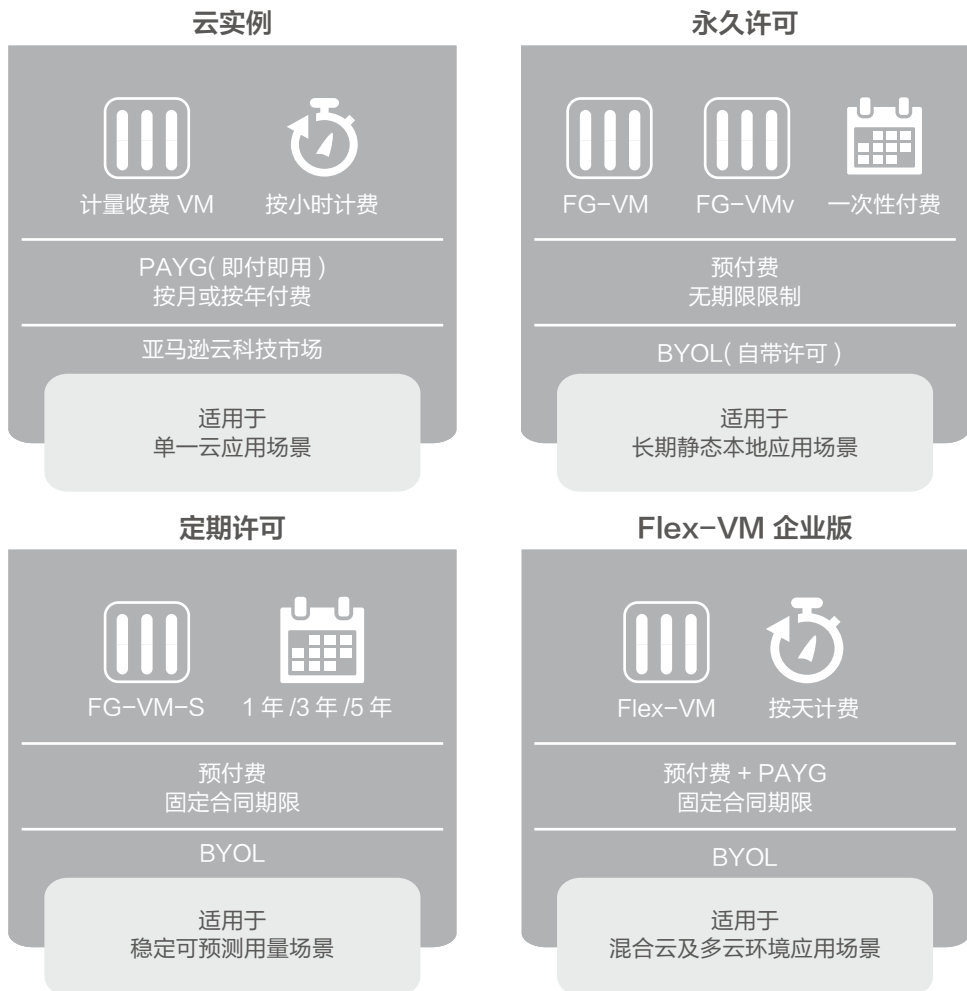 云实例
计量收费 VM
按小时计费
PAYG( 即付即用 )
按月或按年付费
亚马逊云科技市场
适用于
单一云应用场景
永久许可
FG-VM
FG-VMv
一次性付费
预付费
无期限限制
BYOL( 自带许可 )
适用于
长期静态本地应用场景
定期许可
FG-VM-S
1 年 /3 年 /5 年
预付费
固定合同期限
BYOL
适用于
稳定可预测用量场景
Flex-VM 企业版
Flex-VM
按天计费
预付费 + PAYG
固定合同期限
BYOL
适用于
混合云及多云环境应用场景